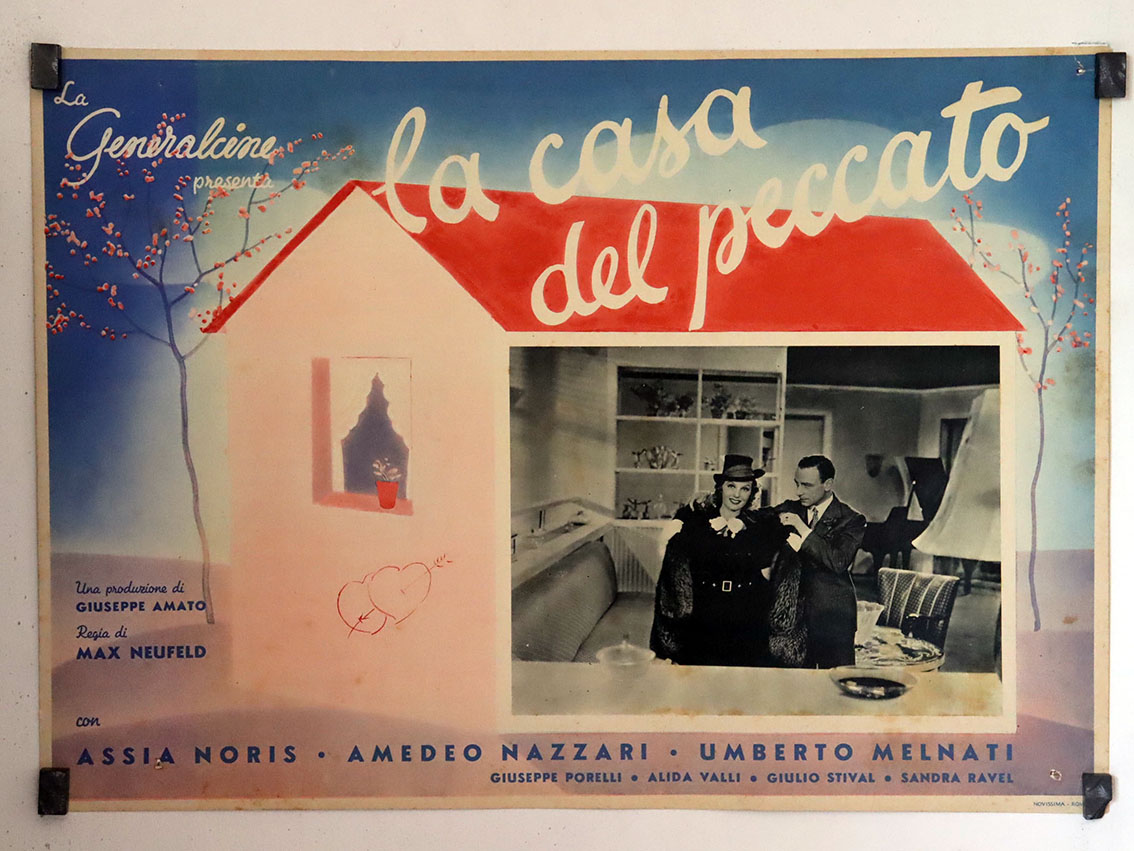 La
Generalcine
presenta
la casa
del peccato
Una produzione di
GIUSEPPE AMATO
Regia di
MAX NEUFELD
con
ASSIA NORIS • AMEDEO NAZZARI • UMBERTO MELNATI
GIUSEPPE PORELLI • ALIDA VALLI • GIULIO STIVAL • SANDRA RAVEL
NOVISSIMA -